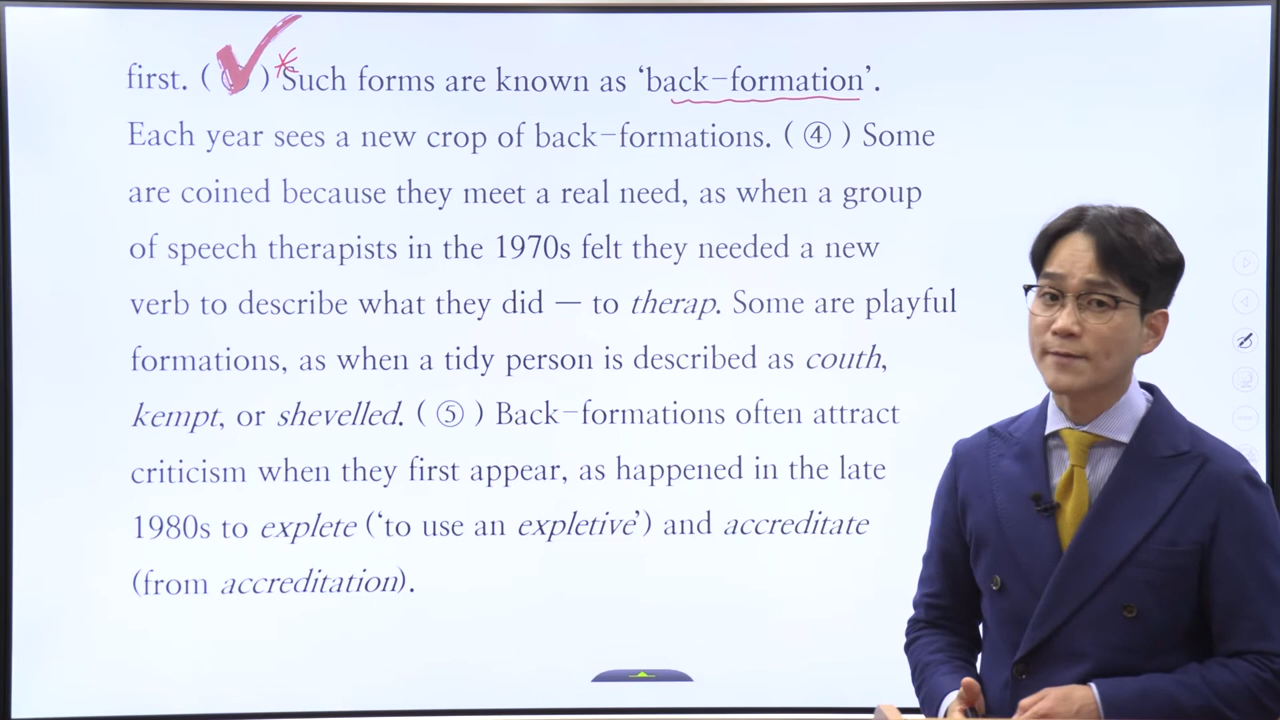 first. ( ) Such forms are known as ‘back-formation’.
Each year sees a new crop of back-formations. ( ④ ) Some
are coined because they meet a real need, as when a group
of speech therapists in the 1970s felt they needed a new
verb to describe what they did — to therap. Some are playful
formations, as when a tidy person is described as couth,
kempt, or shevelled. ( ⑤ ) Back-formations often attract
criticism when they first appear, as happened in the late
1980s to explete (‘to use an expletive’) and accreditate
(from accreditation).